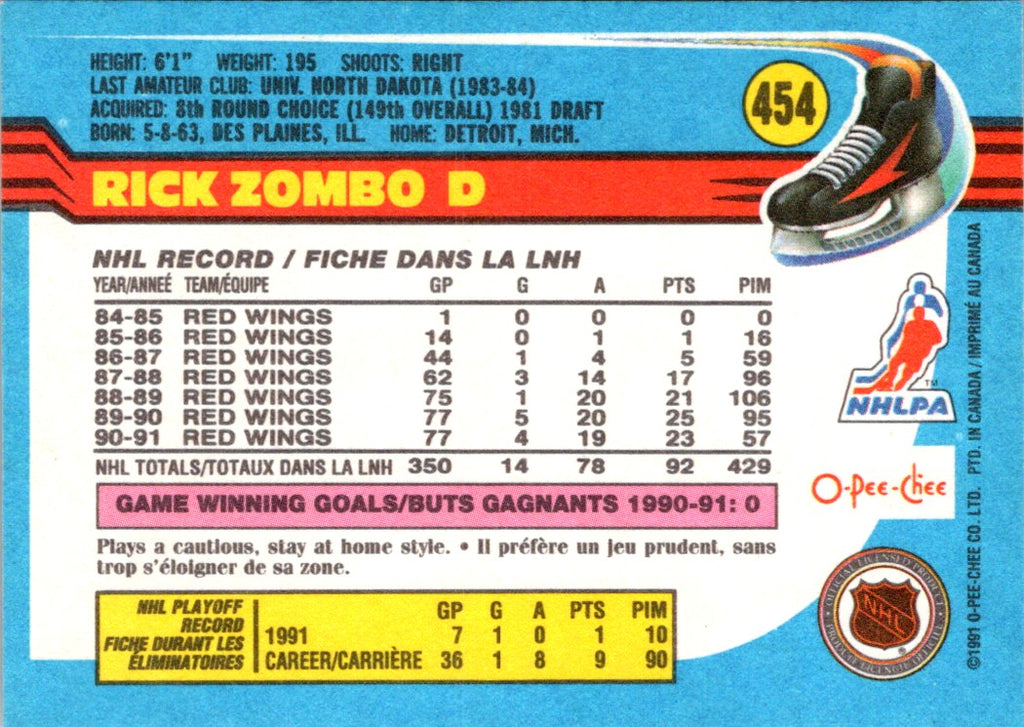 HEIGHT: 6'1" WEIGHT: 195 SHOOTS: RIGHT
LAST AMATEUR CLUB: UNIV. NORTH DAKOTA (1983-84)
ACQUIRED: 8th ROUND CHOICE (149th OVERALL) 1981 DRAFT
BORN: 5-8-63, DES PLAINES, ILL. HOME: DETROIT, MICH.
454
RICK ZOMBO D
NHL RECORD / FICHE DANS LA LNH
YEAR/ANNEÉ TEAM/ÉQUIPE GP G A PTS PIM
84-85 RED WINGS 1 0 0 0 0
85-86 RED WINGS 14 0 1 1 16
86-87 RED WINGS 44 1 4 5 59
87-88 RED WINGS 62 3 14 17 96
88-89 RED WINGS 75 1 20 21 106
89-90 RED WINGS 77 5 20 25 95
90-91 RED WINGS 77 4 19 23 57
NHL TOTALS/TOTAUX DANS LA LNH 350 14 78 92 429
GAME WINNING GOALS/BUTS GAGNANTS 1990-91: 0
Plays a cautious, stay at home style. • Il préfère un jeu prudent, sans
trop s'éloigner de sa zone.
NHL PLAYOFF
RECORD
FICHE DURANT LES
ÉLIMINATOIRES
GP G A PTS PIM
1991 7 1 0 1 10
CAREER/CARRIÈRE 36 1 8 9 90
TM
NHLPA
O-Pee-Chee
OFFICIAL LICENSED PRODUCT
NHL
®
PRODUIT LICENCIÉ OFFICIEL
©1991 O-PEE-CHEE CO. LTD. PTD. IN CANADA / IMPRIMÉ AU CANADA